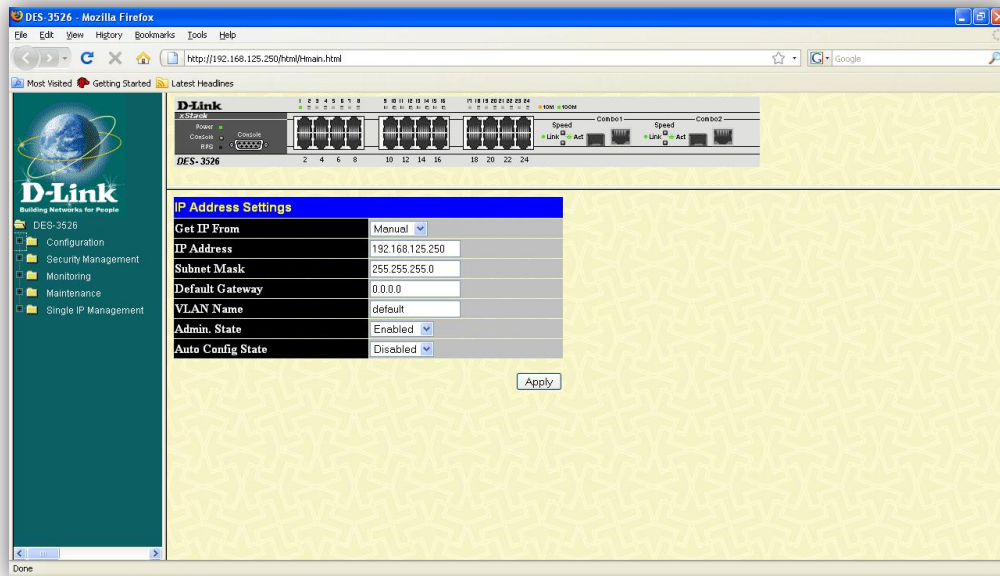 DES-3526 - Mozilla Firefox
File Edit View History Bookmarks Tools Help
http://192.168.125.250/html/Hmain.html
Google
Most Visited Getting Started Latest Headlines
D-Link
Building Networks for People
DES-3526
Configuration
Security Management
Monitoring
Maintenance
Single IP Management
D-Link
xStack
Power
Console
RPG
Console
DES-3526
2 4 6 8 10 12 14 16 18 20 22 24
10M 100M
Combo1 Combo2
Speed Speed
Link Act Link Act
IP Address Settings
Get IP From Manual
IP Address 192.168.125.250
Subnet Mask 255.255.255.0
Default Gateway 0.0.0.0
VLAN Name default
Admin. State Enabled
Auto Config State Disabled
Apply
Done